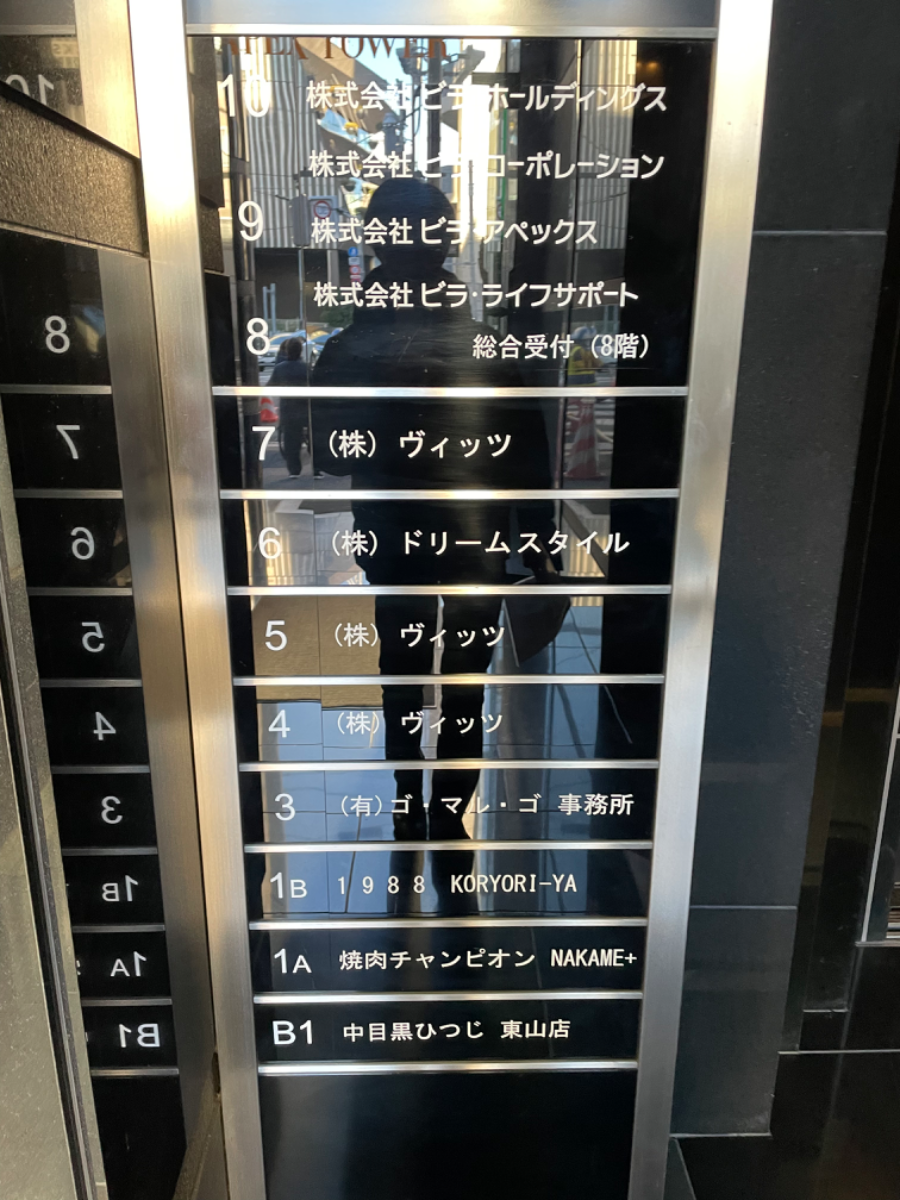 APEX TOWER
10 株式会社 ビラ・ホールディングス
株式会社 ビラ・コーポレーション
9 株式会社 ビラ・アペックス
株式会社 ビラ・ライフサポート
8 総合受付（8階）
7 （株）ヴィッツ
6 （株）ドリームスタイル
5 （株）ヴィッツ
4 （株）ヴィッツ
3 （有）ゴ・マル・ゴ 事務所
1B 1988 KORYORI-YA
1A 焼肉チャンピオン NAKAME+
B1 中目黒ひつじ 東山店
10
8
7
6
5
4
3
1B
1A
B1